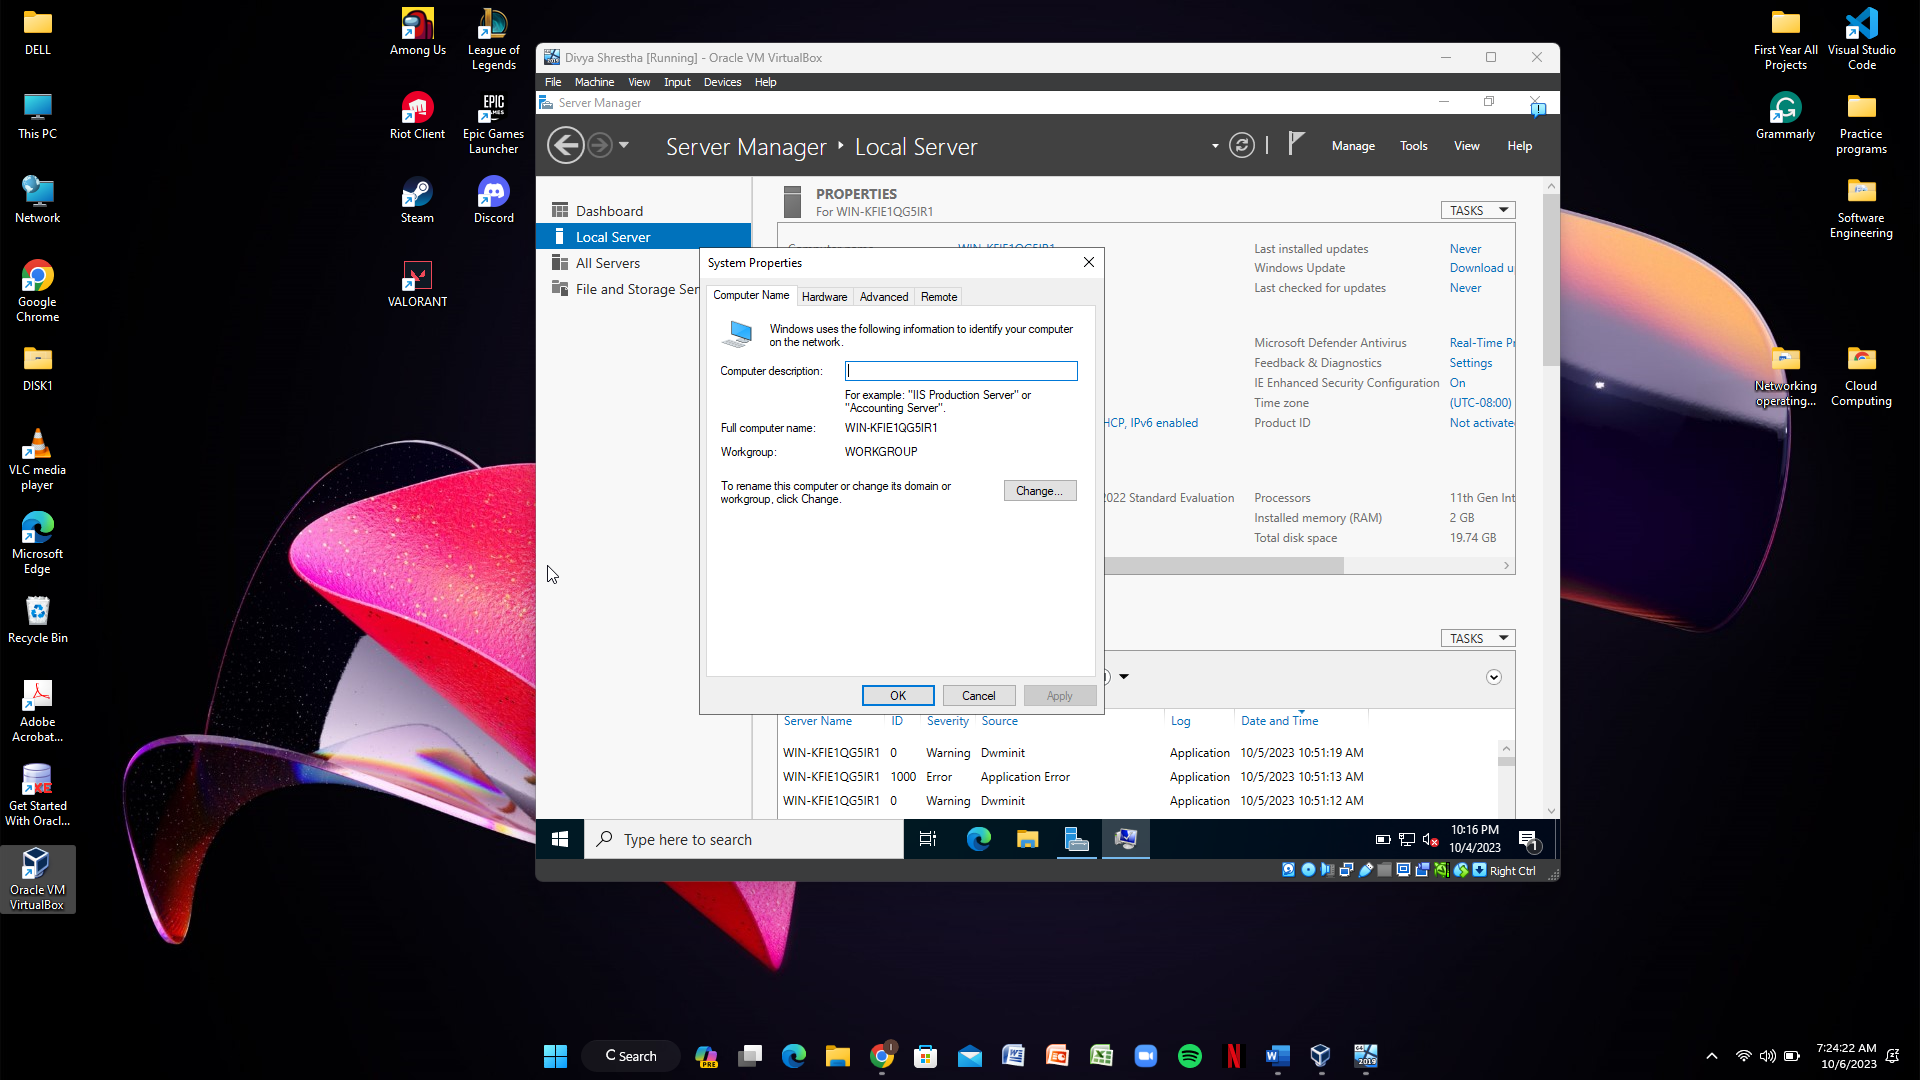 DELL
This PC
Network
Google
Chrome
DISK1
VLC media
player
Microsoft
Edge
Recycle Bin
Adobe
Acrobat...
Get Started
With Oracl...
Oracle VM
VirtualBox
Among Us
League of
Legends
Riot Client
EPIC
GAMES
Epic Games
Launcher
Steam
Discord
VALORANT
Divya Shrestha [Running] - Oracle VM VirtualBox
File Machine View Input Devices Help
Server Manager
Server Manager
Local Server
Manage Tools View Help
Dashboard
Local Server
All Servers
File and Storage Ser
PROPERTIES
For WIN-KFIE1QG5IR1
TASKS
Computer name
WIN-KFIE1QG5IR1
Last installed updates Never
Windows Update Download u
Last checked for updates Never
Microsoft Defender Antivirus Real-Time Pr
Feedback & Diagnostics Settings
IE Enhanced Security Configuration On
Time zone (UTC-08:00)
HCP, IPv6 enabled
Product ID Not activate
2022 Standard Evaluation
Processors 11th Gen Int
Installed memory (RAM) 2 GB
Total disk space 19.74 GB
System Properties
Computer Name Hardware Advanced Remote
Windows uses the following information to identify your computer
on the network.
Computer description:
For example: "IIS Production Server" or
"Accounting Server".
Full computer name: WIN-KFIE1QG5IR1
Workgroup: WORKGROUP
To rename this computer or change its domain or
workgroup, click Change.
Change...
OK Cancel Apply
TASKS
Server Name ID Severity Source Log Date and Time
WIN-KFIE1QG5IR1 0 Warning Dwminit Application 10/5/2023 10:51:19 AM
WIN-KFIE1QG5IR1 1000 Error Application Error Application 10/5/2023 10:51:13 AM
WIN-KFIE1QG5IR1 0 Warning Dwminit Application 10/5/2023 10:51:12 AM
Type here to search
10:16 PM
10/4/2023
1
Right Ctrl
First Year All
Projects
Visual Studio
Code
Grammarly
Practice
programs
Software
Engineering
Networking
operating...
Cloud
Computing
Search
PRE
2019
7:24:22 AM
10/6/2023